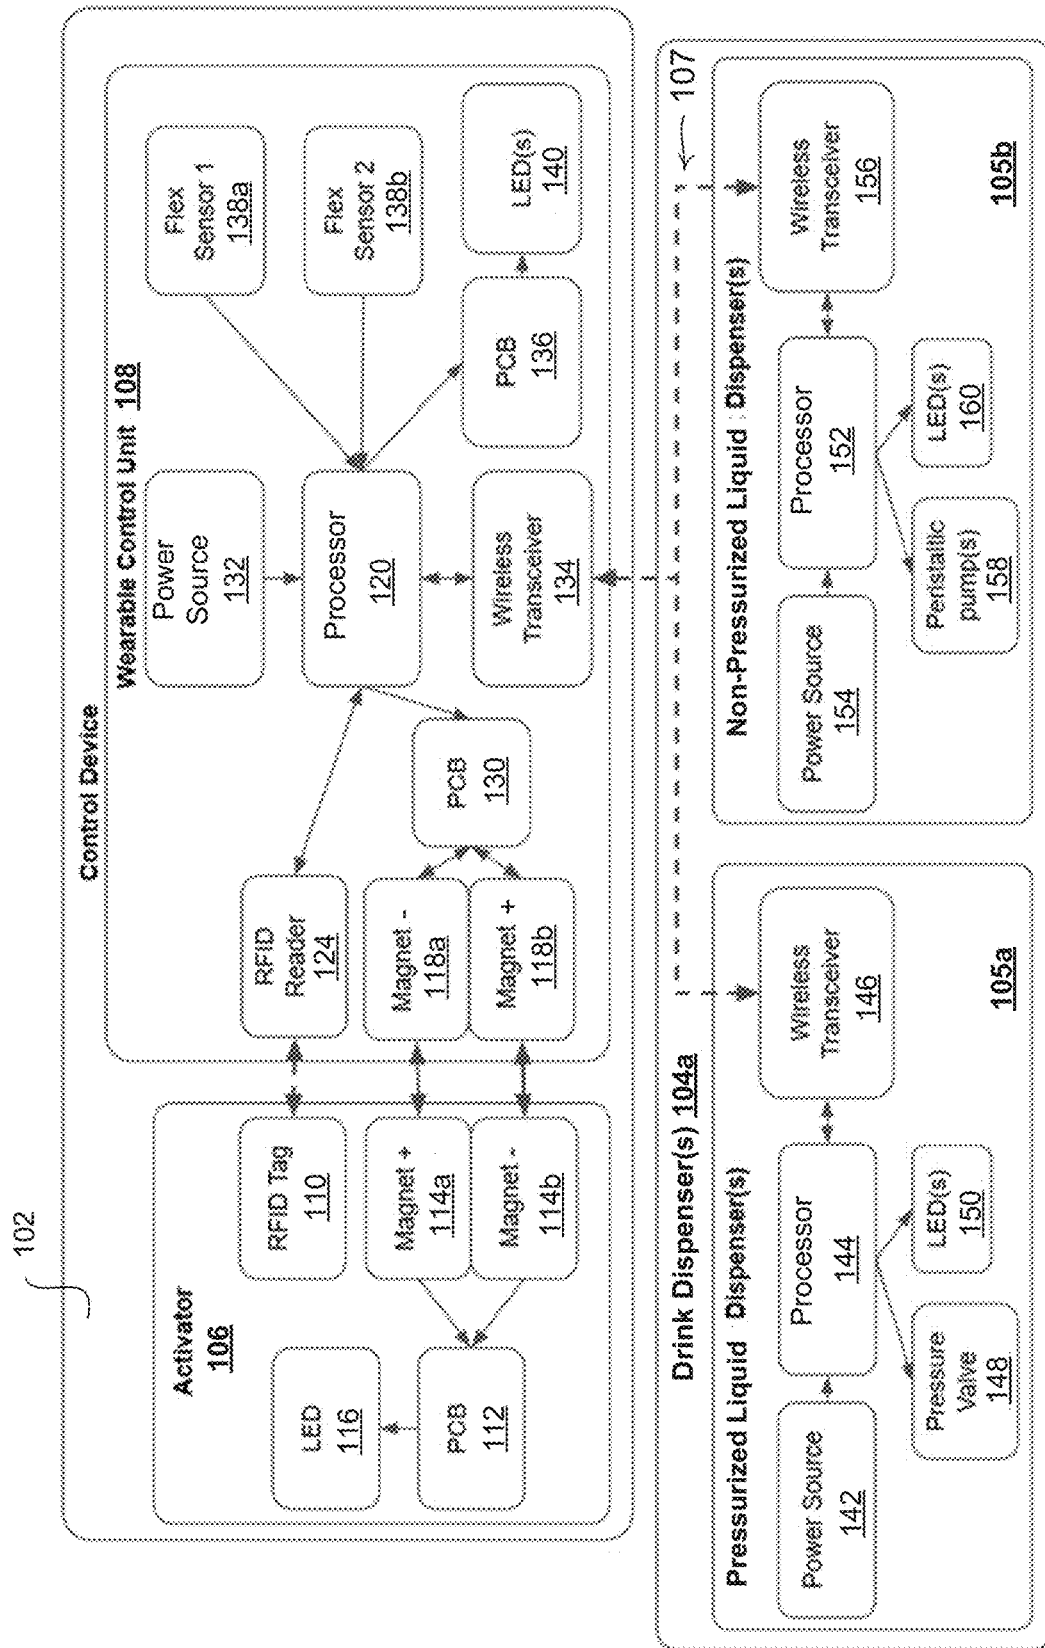 102
Control Device
Activator
106
LED
116
PCB
112
RFID Tag
110
Magnet +
114a
Magnet -
114b
Wearable Control Unit 108
RFID
Reader
124
Magnet -
118a
Magnet +
118b
PCB
130
Power
Source
132
Processor
120
Wireless
Transceiver
134
Flex
Sensor 1
138a
Flex
Sensor 2
138b
PCB
136
LED(s)
140
107
Drink Dispenser(s) 104a
Pressurized Liquid Dispenser(s)
Power Source
142
Processor
144
Wireless
Transceiver
146
Pressure
Valve
148
LED(s)
150
105a
Non-Pressurized Liquid Dispenser(s)
Power Source
154
Processor
152
Wireless
Transceiver
156
Peristaltic
pump(s)
158
LED(s)
160
105b